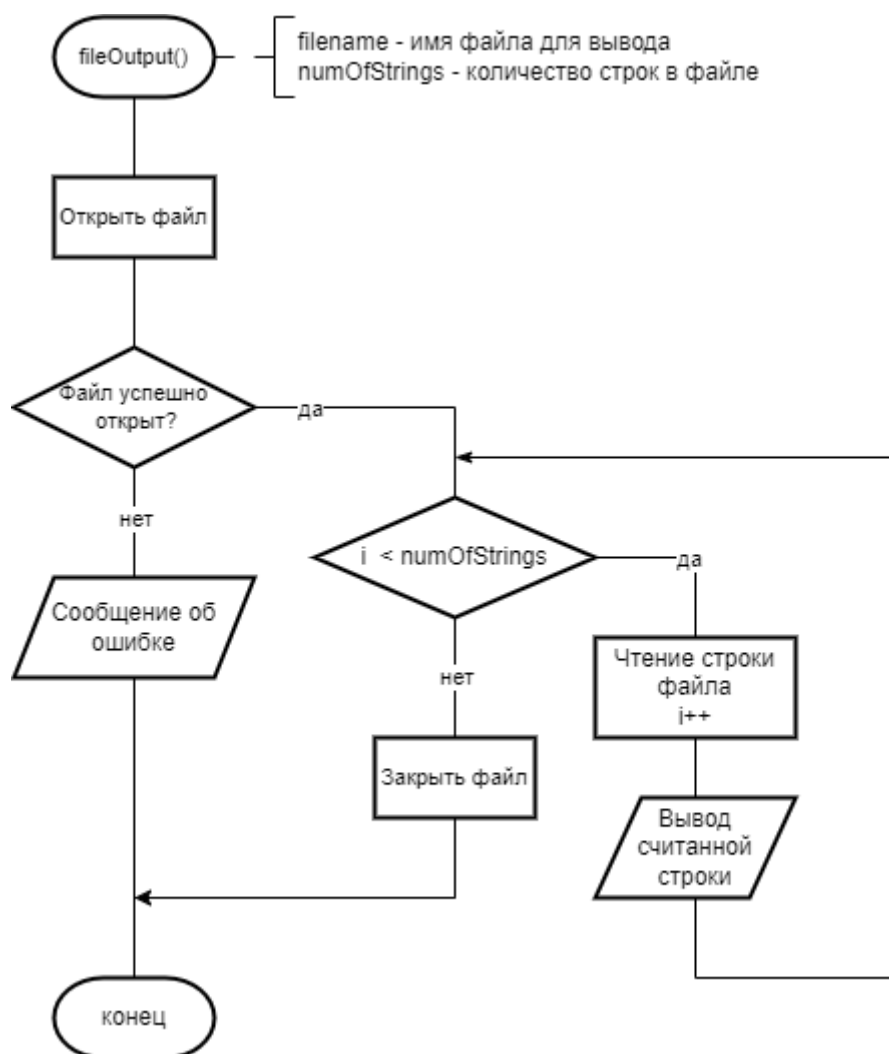 fileOutput()
filename - имя файла для вывода
numOfStrings - количество строк в файле
Открыть файл
Файл успешно
открыт?
да
нет
i < numOfStrings
да
Сообщение об
ошибке
Чтение строки
файла
i++
нет
Закрыть файл
Вывод
считанной
строки
конец